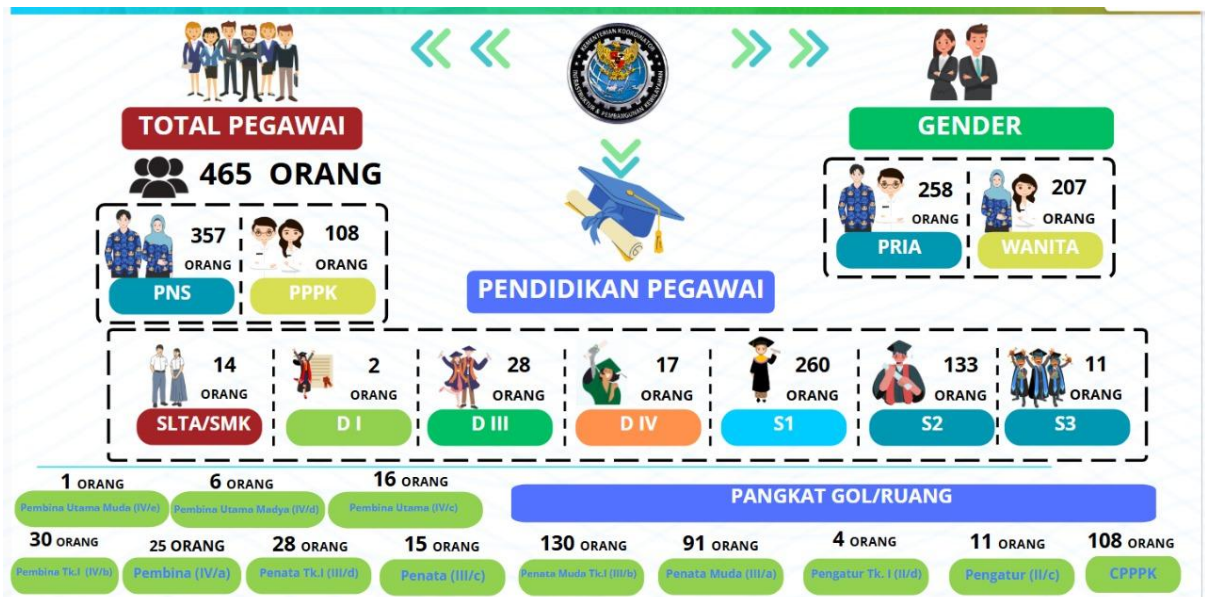 KEMENTERIAN KOORDINATOR
INFRASTRUKTUR & PEMBANGUNAN KEWILAYAHAN
TOTAL PEGAWAI
GENDER
465 ORANG
258
ORANG
PRIA
207
ORANG
WANITA
357
ORANG
PNS
108
ORANG
PPPK
PENDIDIKAN PEGAWAI
14
ORANG
SLTA/SMK
2
ORANG
D I
28
ORANG
D III
17
ORANG
D IV
260
ORANG
S1
133
ORANG
S2
11
ORANG
S3
1 ORANG
Pembina Utama Muda (IV/e)
6 ORANG
Pembina Utama Madya (IV/d)
16 ORANG
Pembina Utama (IV/c)
PANGKAT GOL/RUANG
30 ORANG
Pembina Tk.I (IV/b)
25 ORANG
Pembina (IV/a)
28 ORANG
Penata Tk.I (III/d)
15 ORANG
Penata (III/c)
130 ORANG
Penata Muda Tk.I (III/b)
91 ORANG
Penata Muda (III/a)
4 ORANG
Pengatur Tk. I (II/d)
11 ORANG
Pengatur (II/c)
108 ORANG
CPPPK